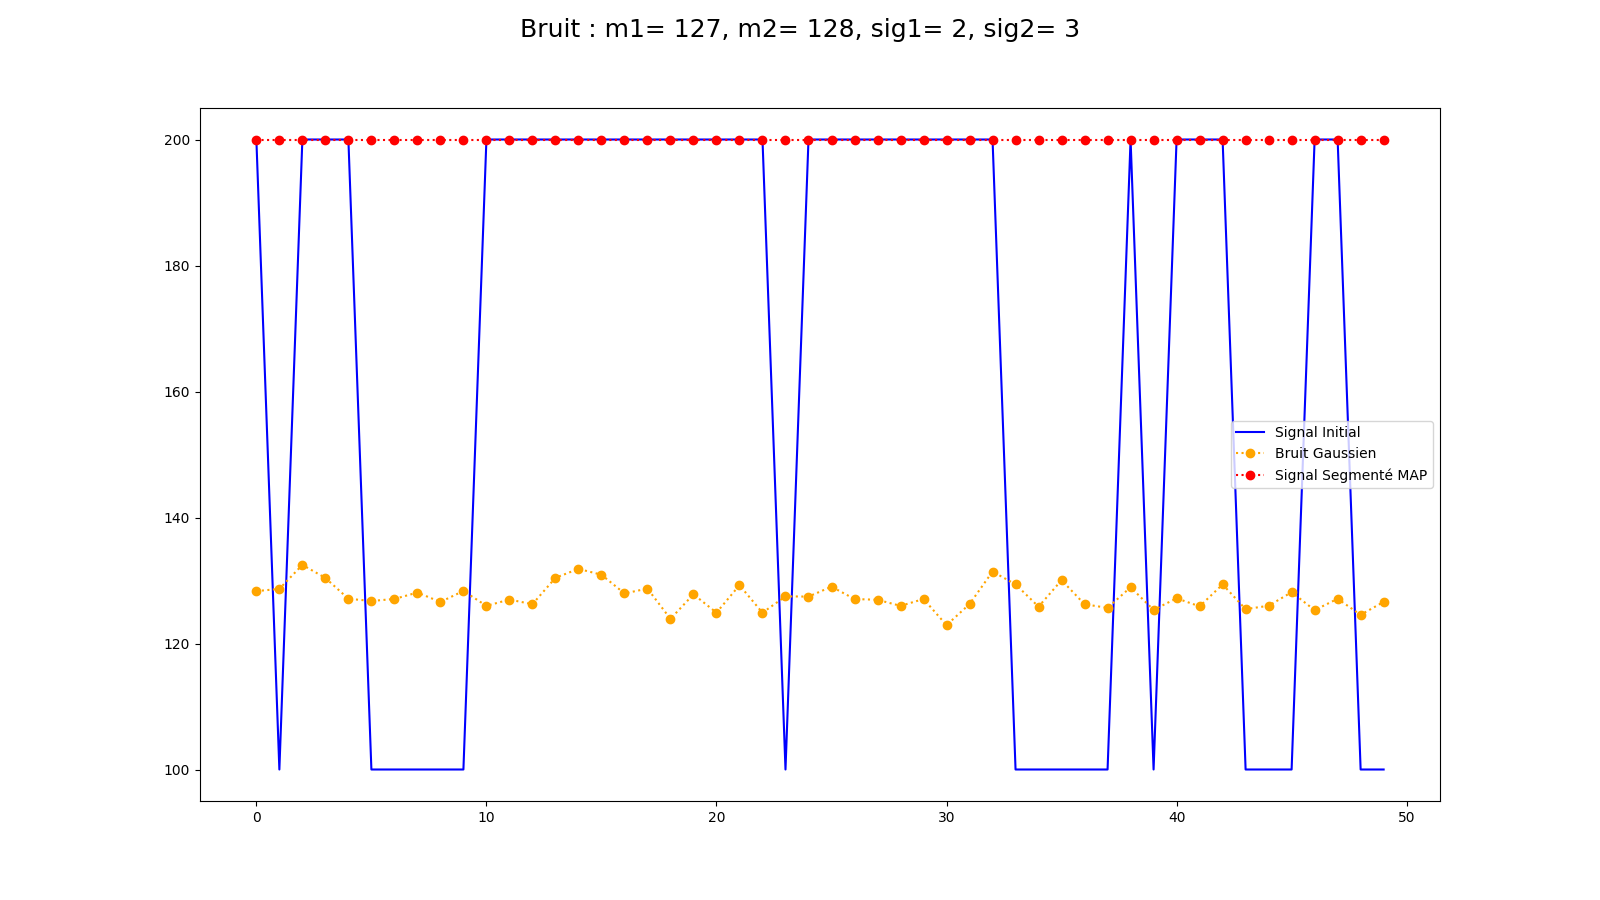 Bruit : m1= 127, m2= 128, sig1= 2, sig2= 3
200
180
160
140
120
100
Signal Initial
Bruit Gaussien
Signal Segmenté MAP
0 10 20 30 40 50